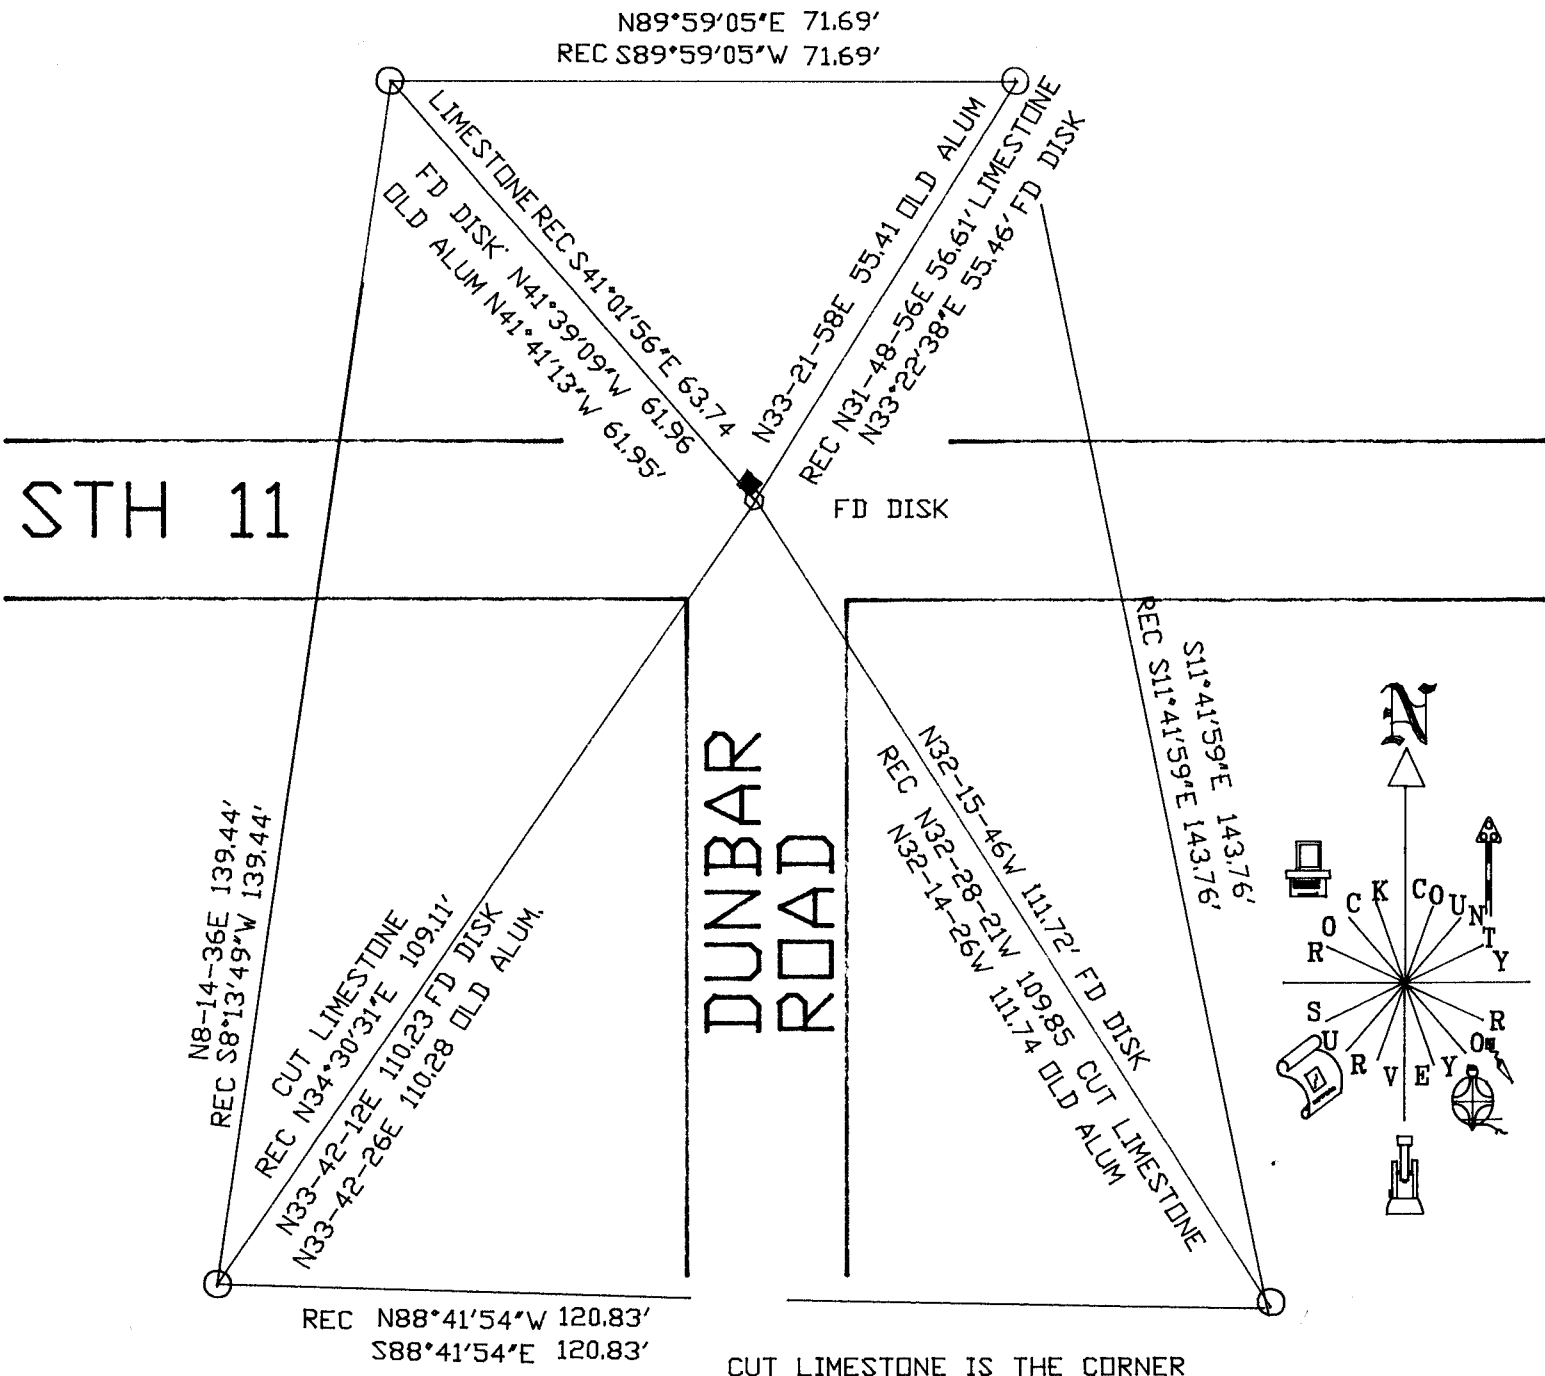 N89°59'05"E 71.69'
REC S89°59'05"W 71.69'
LIMESTONE REC S41°01'56"E 63.74
FD DISK N41°39'09"W 61.96
OLD ALUM N41°41'13"W 61.95'
N33-21-58E 55.41 OLD ALUM
REC N31-48-56E 56.61' LIMESTONE
N33°22'38"E 55.46' FD DISK
FD DISK
STH 11
REC S11°41'59"E 143.76'
S11°41'59"E 143.76'
DUNBAR
ROAD
N8-14-36E 139.44'
REC S8°13'49"W 139.44'
CUT LIMESTONE
REC N34°30'31"E 109.11'
N33-42-12E 110.23 FD DISK
N33-42-26E 110.28 OLD ALUM.
N32-15-46W 111.72' FD DISK
REC N32-28-21W 109.85 CUT LIMESTONE
N32-14-26W 111.74 OLD ALUM
N
ROCK COUNTY
SURVEYOR
REC N88°41'54"W 120.83'
S88°41'54"E 120.83'
CUT LIMESTONE IS THE CORNER